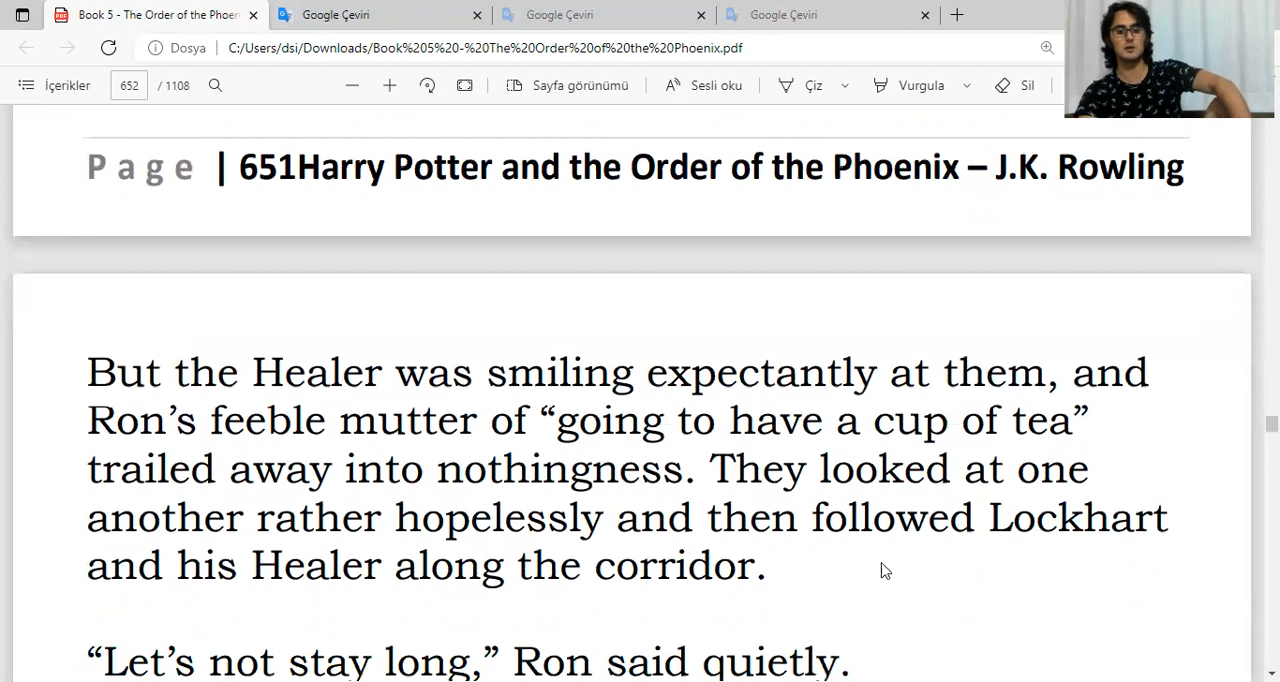 Book 5 - The Order of the Phoen
Google Çeviri
Google Çeviri
Google Çeviri
Dosya
C:/Users/dsi/Downloads/Book%205%20-%20The%20Order%20of%20the%20Phoenix.pdf
İçerikler
652
/ 1108
Sayfa görünümü
Sesli oku
Çiz
Vurgula
Sil
Page | 651Harry Potter and the Order of the Phoenix – J.K. Rowling
But the Healer was smiling expectantly at them, and
Ron’s feeble mutter of “going to have a cup of tea”
trailed away into nothingness. They looked at one
another rather hopelessly and then followed Lockhart
and his Healer along the corridor.
“Let’s not stay long,” Ron said quietly.